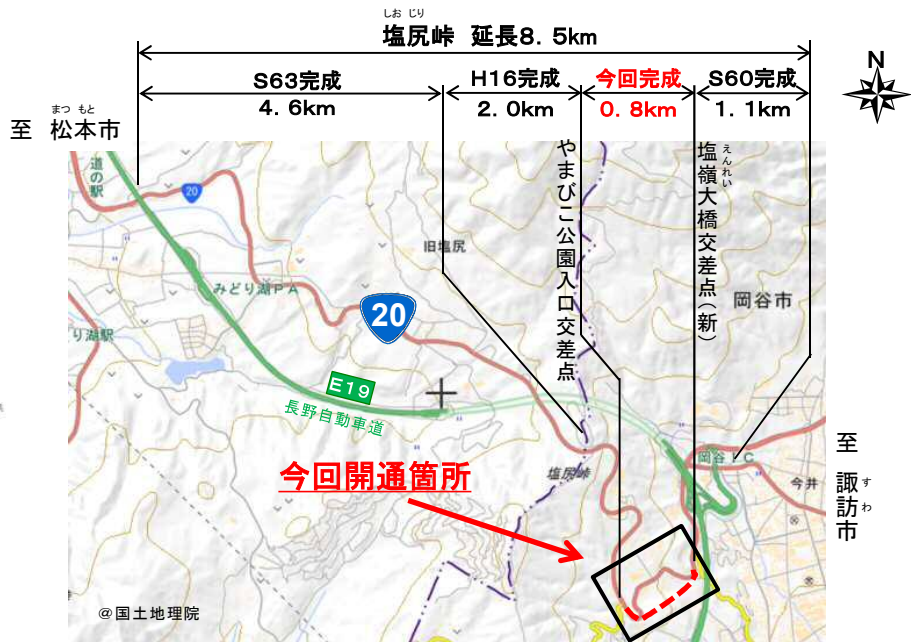 しお じり
塩尻峠 延長8.5km
S63完成
4.6km
H16完成
2.0km
今回完成
0.8km
S60完成
1.1km
N
まつ もと
至 松本市
道の駅
20
やまびこ公園入口交差点
えんれい
塩嶺大橋交差点(新)
旧塩尻
みどり湖PA
20
岡谷市
り湖駅
E19
長野自動車道
塩尻峠
岡谷IC
今井
至 諏訪市
すわ
今回開通箇所
@国土地理院